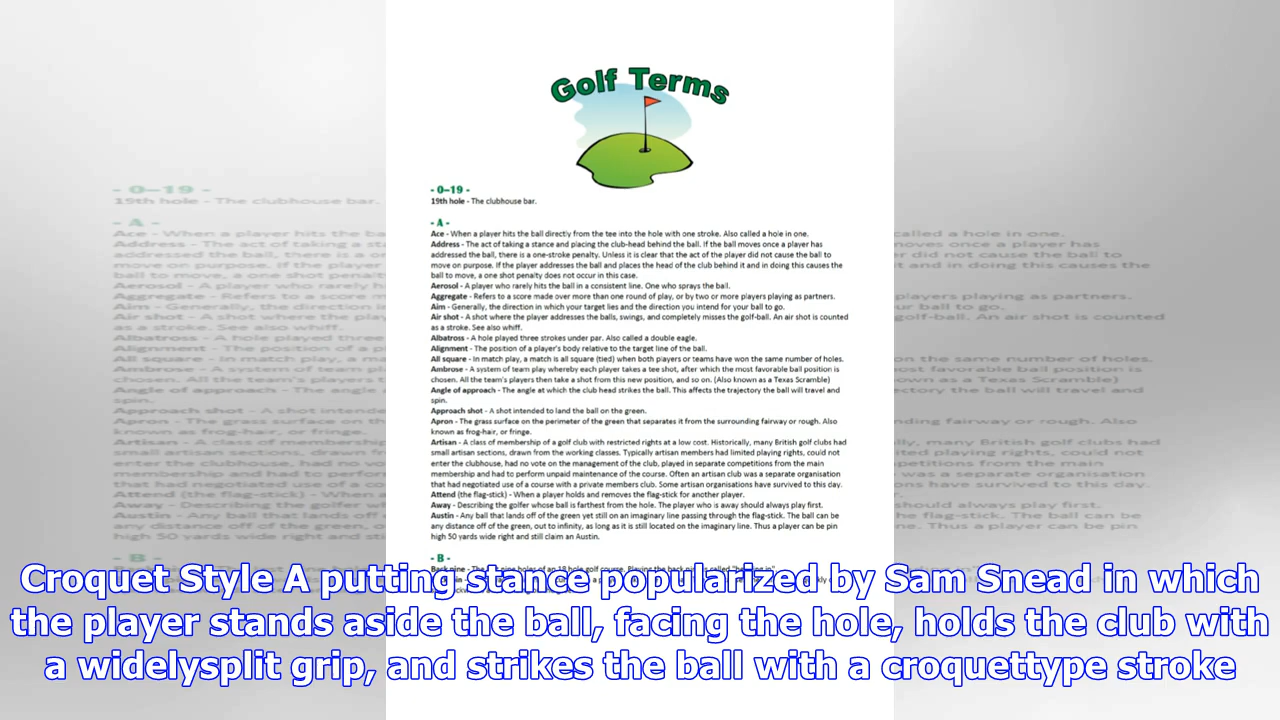 Golf Terms
- 0–19 -
19th hole - The clubhouse bar.
- A -
Ace - When a player hits the ball directly from the tee into the hole with one stroke. Also called a hole in one.
Address - The act of taking a stance and placing the club-head behind the ball. If the ball moves once a player has
addressed the ball, there is a one-stroke penalty. Unless it is clear that the act of the player did not cause the ball to
move on purpose. If the player addresses the ball and places the head of the club behind it and in doing this causes the
ball to move, a one shot penalty does not occur in this case.
Aerosol - A player who rarely hits the ball in a consistent line. One who sprays the ball.
Aggregate - Refers to a score made over more than one round of play, or by two or more players playing as partners.
Aim - Generally, the direction in which your target lies and the direction you intend for your ball to go.
Air shot - A shot where the player addresses the balls, swings, and completely misses the golf-ball. An air shot is counted
as a stroke. See also whiff.
Albatross - A hole played three strokes under par. Also called a double eagle.
Alignment - The position of a player's body relative to the target line of the ball.
All square - In match play, a match is all square (tied) when both players or teams have won the same number of holes.
Ambrose - A system of team play whereby each player takes a tee shot, after which the most favorable ball position is
chosen. All the team's players then take a shot from this new position, and so on. (Also known as a Texas Scramble)
Angle of approach - The angle at which the club head strikes the ball. This affects the trajectory the ball will travel and
spin.
Approach shot - A shot intended to land the ball on the green.
Apron - The grass surface on the perimeter of the green that separates it from the surrounding fairway or rough. Also
known as frog-hair, or fringe.
Artisan - A class of membership of a golf club with restricted rights at a low cost. Historically, many British golf clubs had
small artisan sections, drawn from the working classes. Typically artisan members had limited playing rights, could not
enter the clubhouse, had no vote on the management of the club, played in separate competitions from the main
membership and had to perform unpaid maintenance of the course. Often an artisan club was a separate organisation
that had negotiated use of a course with a private members club. Some artisan organisations have survived to this day.
Attend (the flag-stick) - When a player holds and removes the flag-stick for another player.
Away - Describing the golfer whose ball is farthest from the hole. The player who is away should always play first.
Austin - Any ball that lands off of the green yet still on an imaginary line passing through the flag-stick. The ball can be
any distance off of the green, out to infinity, as long as it is still located on the imaginary line. Thus a player can be pin
high 50 yards wide right and still claim an Austin.
- B -
Croquet Style A putting stance popularized by Sam Snead in which
the player stands aside the ball, facing the hole, holds the club with
a widelysplit grip, and strikes the ball with a croquettype stroke